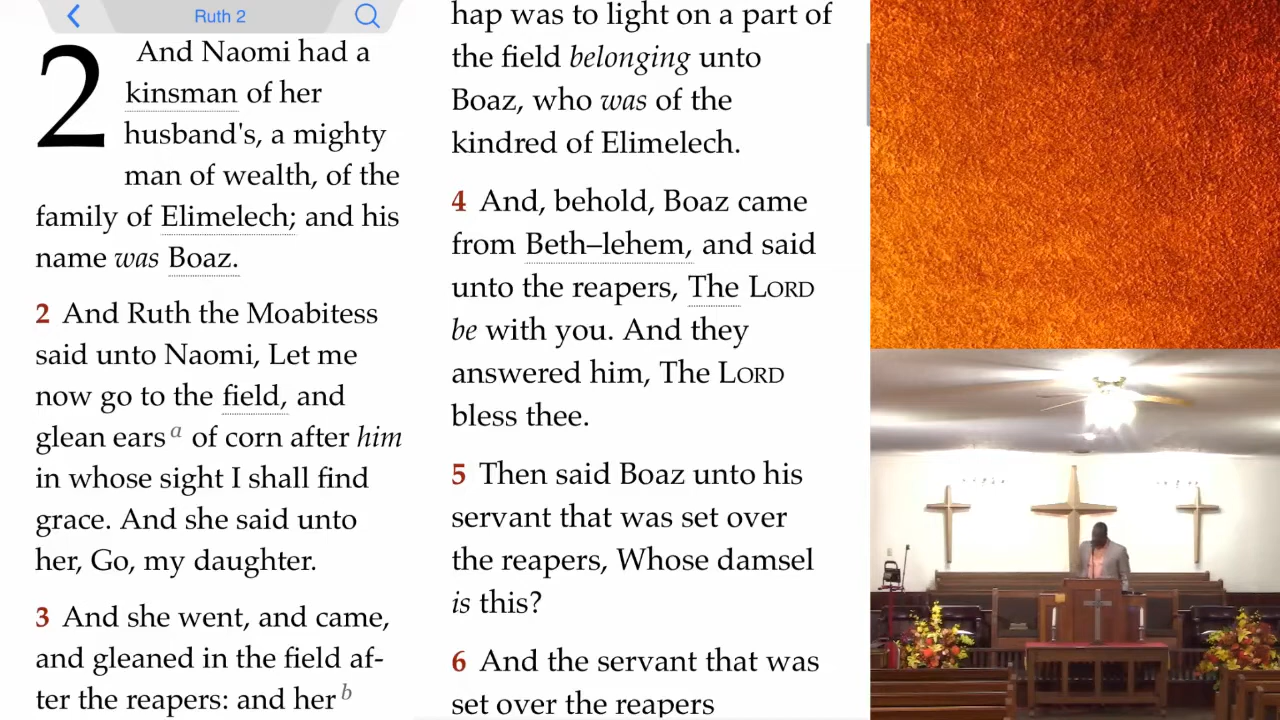 Ruth 2
2 And Naomi had a
kinsman of her
husband's, a mighty
man of wealth, of the
family of Elimelech; and his
name was Boaz.
2 And Ruth the Moabitess
said unto Naomi, Let me
now go to the field, and
glean ears a of corn after him
in whose sight I shall find
grace. And she said unto
her, Go, my daughter.
3 And she went, and came,
and gleaned in the field af-
ter the reapers: and her b
hap was to light on a part of
the field belonging unto
Boaz, who was of the
kindred of Elimelech.
4 And, behold, Boaz came
from Beth–lehem, and said
unto the reapers, The LORD
be with you. And they
answered him, The LORD
bless thee.
5 Then said Boaz unto his
servant that was set over
the reapers, Whose damsel
is this?
6 And the servant that was
set over the reapers